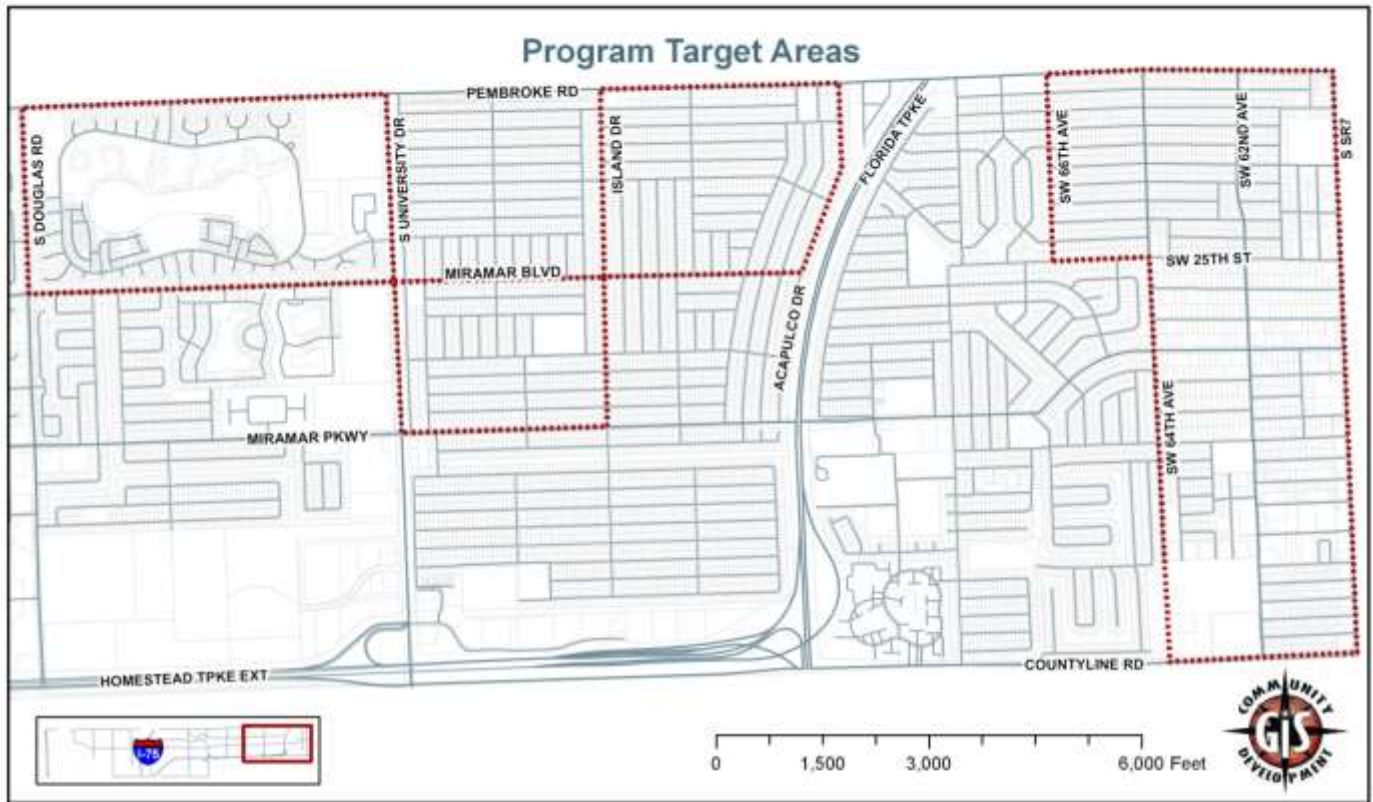 Program Target Areas
PEMBROKE RD
S DOUGLAS RD
S UNIVERSITY DR
ISLAND DR
FLORIDA TPKE
SW 66TH AVE
SW 62ND AVE
S SR7
MIRAMAR BLVD
SW 25TH ST
ACAPULCO DR
SW 64TH AVE
MIRAMAR PKWY
HOMESTEAD TPKE EXT
COUNTYLINE RD
I-75
0 1,500 3,000 6,000 Feet
COMMUNITY
GIS
DEVELOPMENT